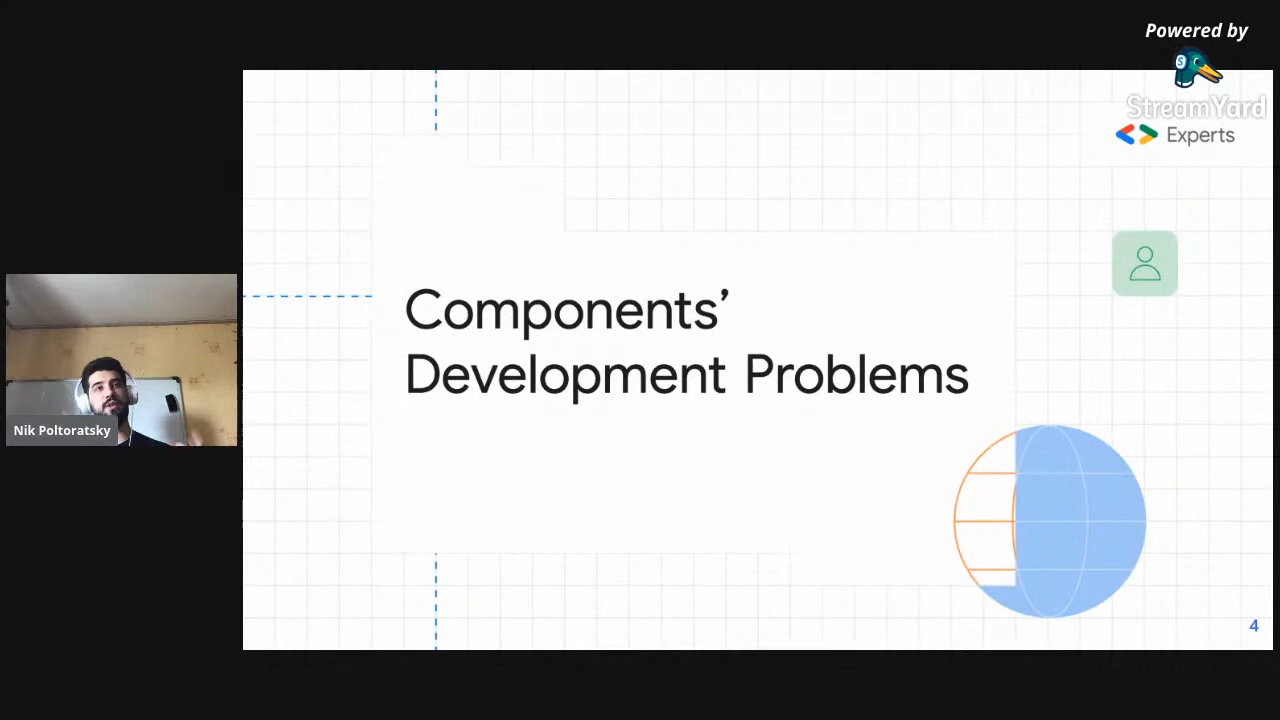 Powered by
StreamYard
Experts
Components’
Development Problems
Nik Poltoratsky
4